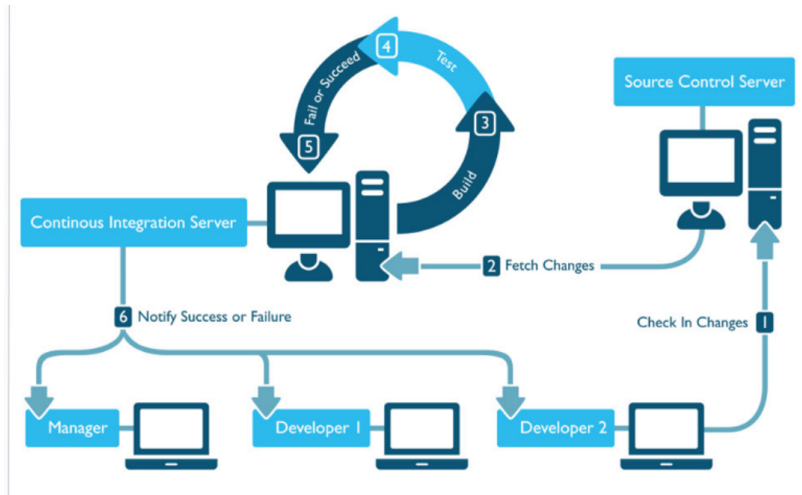 4
Test
Fail or Succeed
3
5
Build
Source Control Server
Continous Integration Server
2 Fetch Changes
6 Notify Success or Failure
Check In Changes 1
Manager
Developer 1
Developer 2